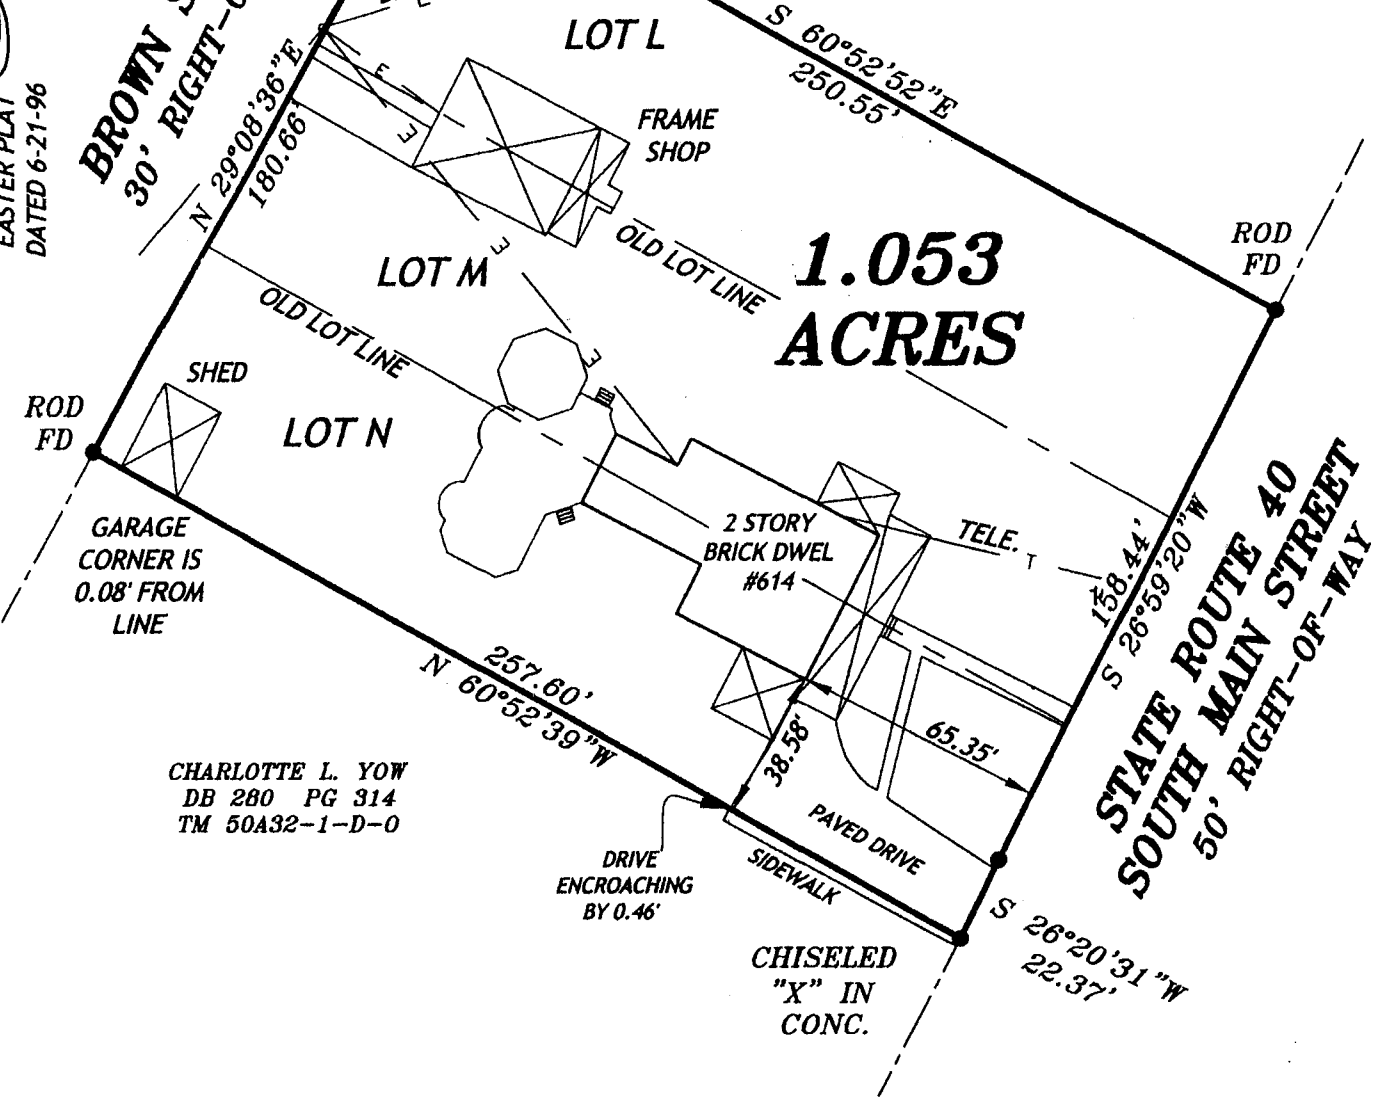 EASTER PLAT
DATED 6-21-96
BROWN
30' RIGHT-O
N 29°08'36"E
180.66'
E
E
E
E
LOT L
S 60°52'52"E
250.55'
FRAME
SHOP
OLD LOT LINE
1.053
ACRES
ROD
FD
LOT M
OLD LOT LINE
SHED
ROD
FD
LOT N
GARAGE
CORNER IS
0.08' FROM
LINE
2 STORY
BRICK DWEL
#614
TELE.
T
158.44'
S 26°59'20"W
STATE ROUTE 40
SOUTH MAIN STREET
50' RIGHT-OF-WAY
257.60'
N 60°52'39"W
65.35'
38.58'
CHARLOTTE L. YOW
DB 280 PG 314
TM 50A32-1-D-O
PAVED DRIVE
SIDEWALK
DRIVE
ENCROACHING
BY 0.46'
CHISELED
"X" IN
CONC.
S 26°20'31"W
22.37'